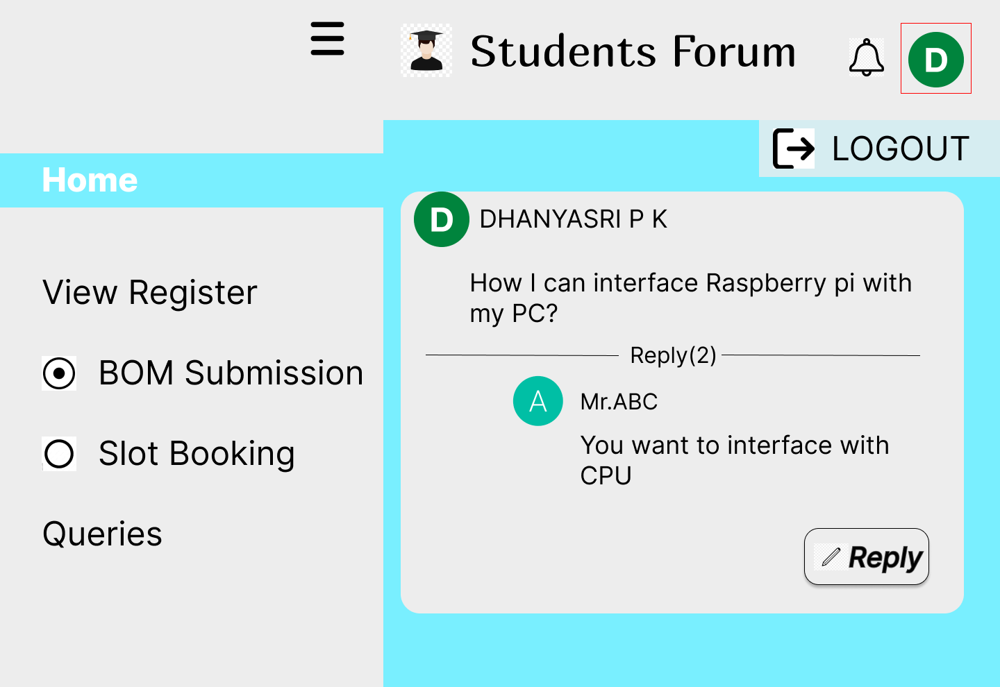 Students Forum
D
LOGOUT
Home
View Register
BOM Submission
Slot Booking
Queries
D
DHANYASRI P K
How I can interface Raspberry pi with
my PC?
Reply(2)
A
Mr.ABC
You want to interface with
CPU
Reply